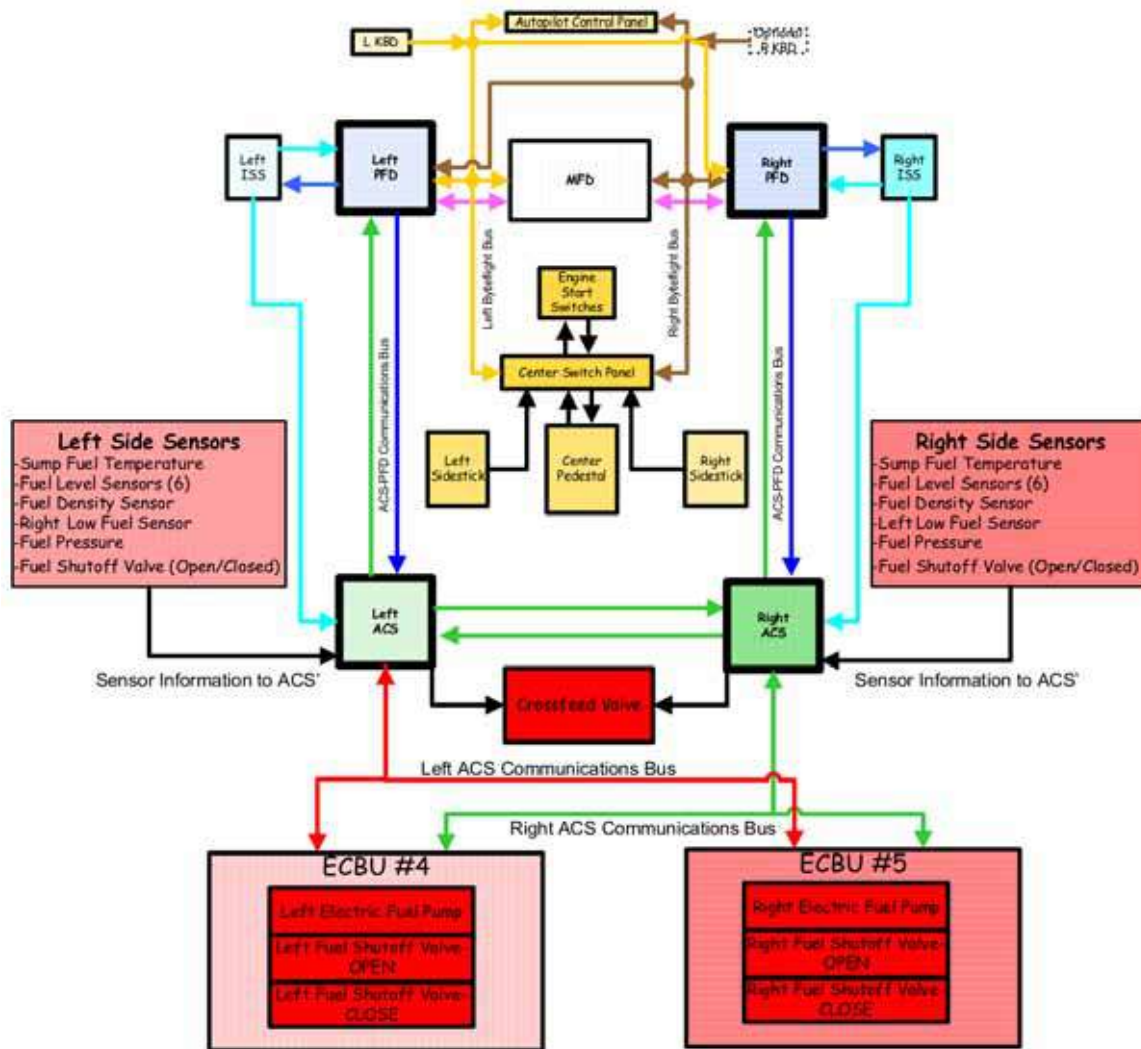 Autopilot Control Panel
L KBD
Optional
R KBD
Left
ISS
Left
PFD
MFD
Right
PFD
Right
ISS
Left Byteflight Bus
Right Byteflight Bus
Engine
Start
Switches
Center Switch Panel
ACS-PFD Communications Bus
ACS-PFD Communications Bus
Left
Sidestick
Center
Pedestal
Right
Sidestick
Left Side Sensors
-Sump Fuel Temperature
-Fuel Level Sensors (6)
-Fuel Density Sensor
-Right Low Fuel Sensor
-Fuel Pressure
-Fuel Shutoff Valve (Open/Closed)
Right Side Sensors
-Sump Fuel Temperature
-Fuel Level Sensors (6)
-Fuel Density Sensor
-Left Low Fuel Sensor
-Fuel Pressure
-Fuel Shutoff Valve (Open/Closed)
Left
ACS
Right
ACS
Sensor Information to ACS'
Sensor Information to ACS'
Crossfeed Valve
Left ACS Communications Bus
Right ACS Communications Bus
ECBU #4
Left Electric Fuel Pump
Left Fuel Shutoff Valve-
OPEN
Left Fuel Shutoff Valve-
CLOSE
ECBU #5
Right Electric Fuel Pump
Right Fuel Shutoff Valve-
OPEN
Right Fuel Shutoff Valve-
CLOSE